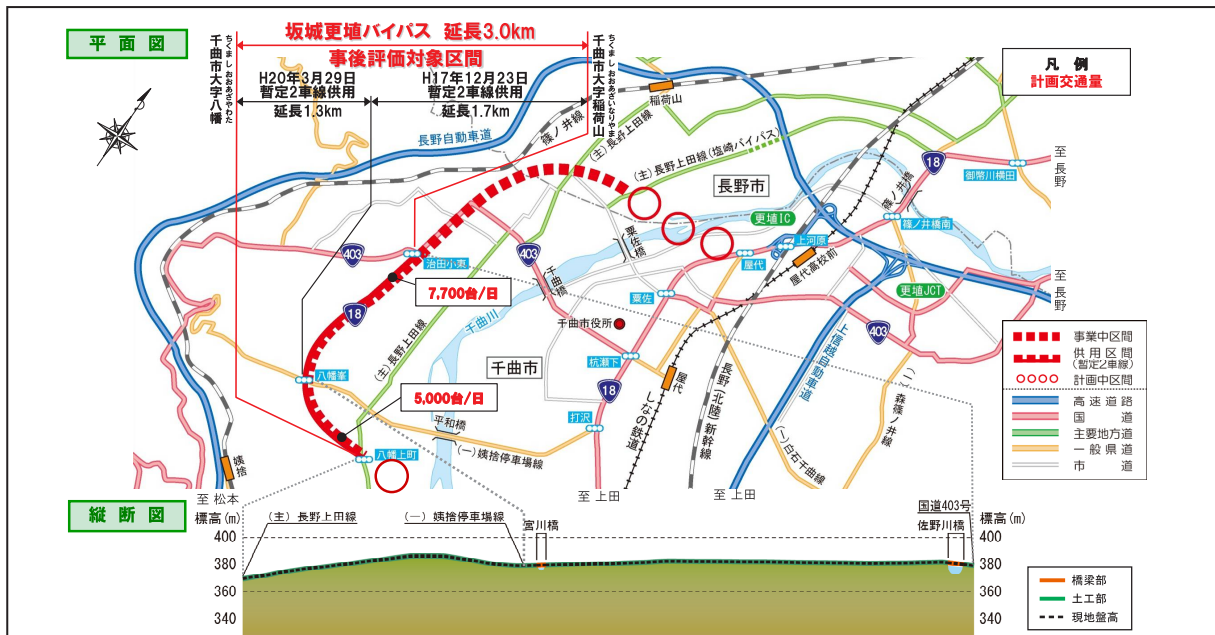 平面図
坂城更埴バイパス 延長3.0km
事後評価対象区間
千曲市大字八幡
ちくまし おおあざやわた
千曲市大字稲荷山
ちくまし おおあざいなりやま
H20年3月29日
暫定2車線供用
延長1.3km
H17年12月23日
暫定2車線供用
延長1.7km
凡例
計画交通量
長野自動車道
篠ノ井線
(主)長野上田線
稲荷山
(主)長野上田線(塩崎バイパス)
長野市
18
至長野
御幣川横田
篠ノ井橋
篠ノ井橋南
更埴IC
上河原
屋代
屋代高校前
粟佐橋
403
治田小東
403
千曲橋
粟佐
至長野
更埴JCT
403
7,700台/日
18
千曲川
千曲市役所
杭瀬下
(主)長野上田線
千曲市
八幡峯
18
屋代
しなの鉄道
長野(北陸)新幹線
上信越自動車道
(一)森篠ノ井線
(一)白石千曲線
5,000台/日
平和橋
打沢
(一)姨捨停車場線
八幡上町
姨捨
至 松本
至 上田
至 上田
事業中区間
供用区間
(暫定2車線)
計画中区間
高速道路
国道
主要地方道
一般県道
市道
縦断図
標高(m)
(主)長野上田線
(一)姨捨停車場線
宮川橋
国道403号
佐野川橋
標高(m)
400
400
380
380
360
360
340
340
橋梁部
土工部
現地盤高